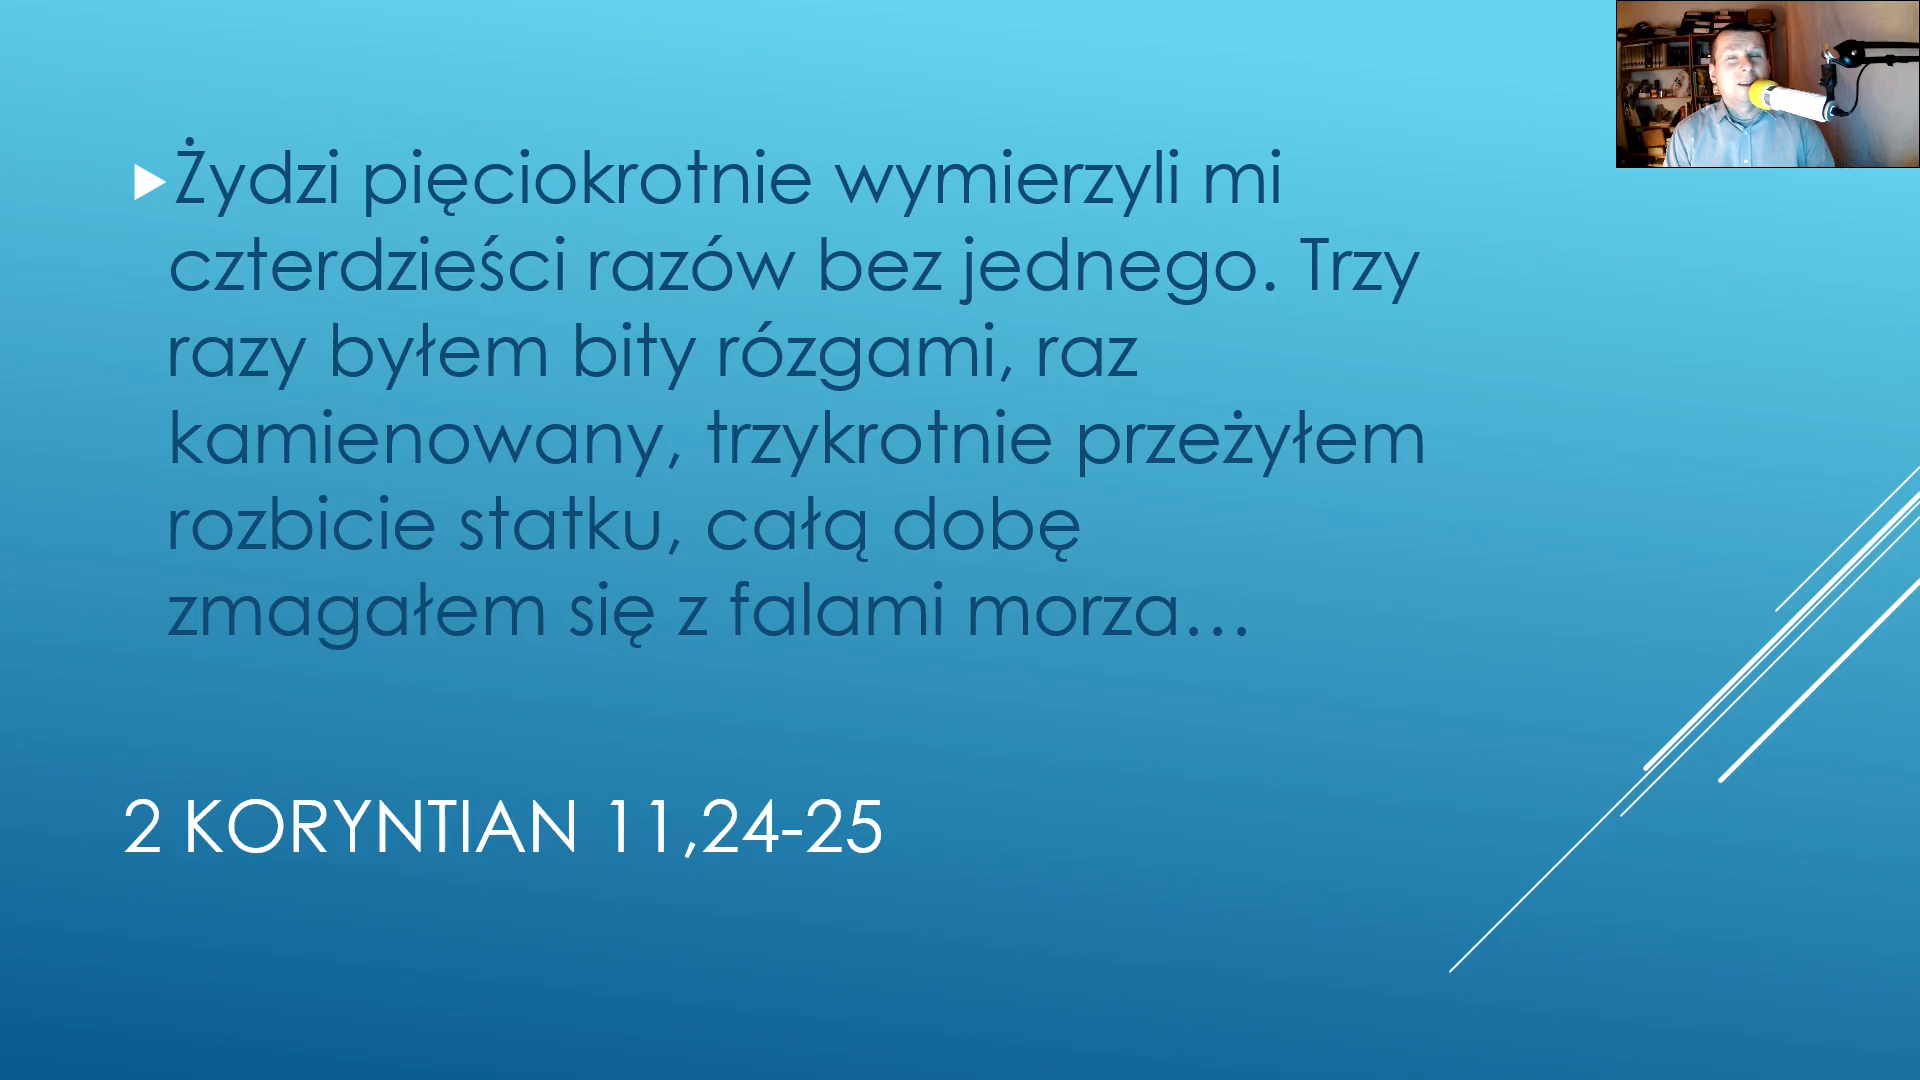 Żydzi pięciokrotnie wymierzyli mi
czterdzieści razów bez jednego. Trzy
razy byłem bity rózgami, raz
kamienowany, trzykrotnie przeżyłem
rozbicie statku, całą dobę
zmagałem się z falami morza…
2 KORYNTIAN 11,24-25